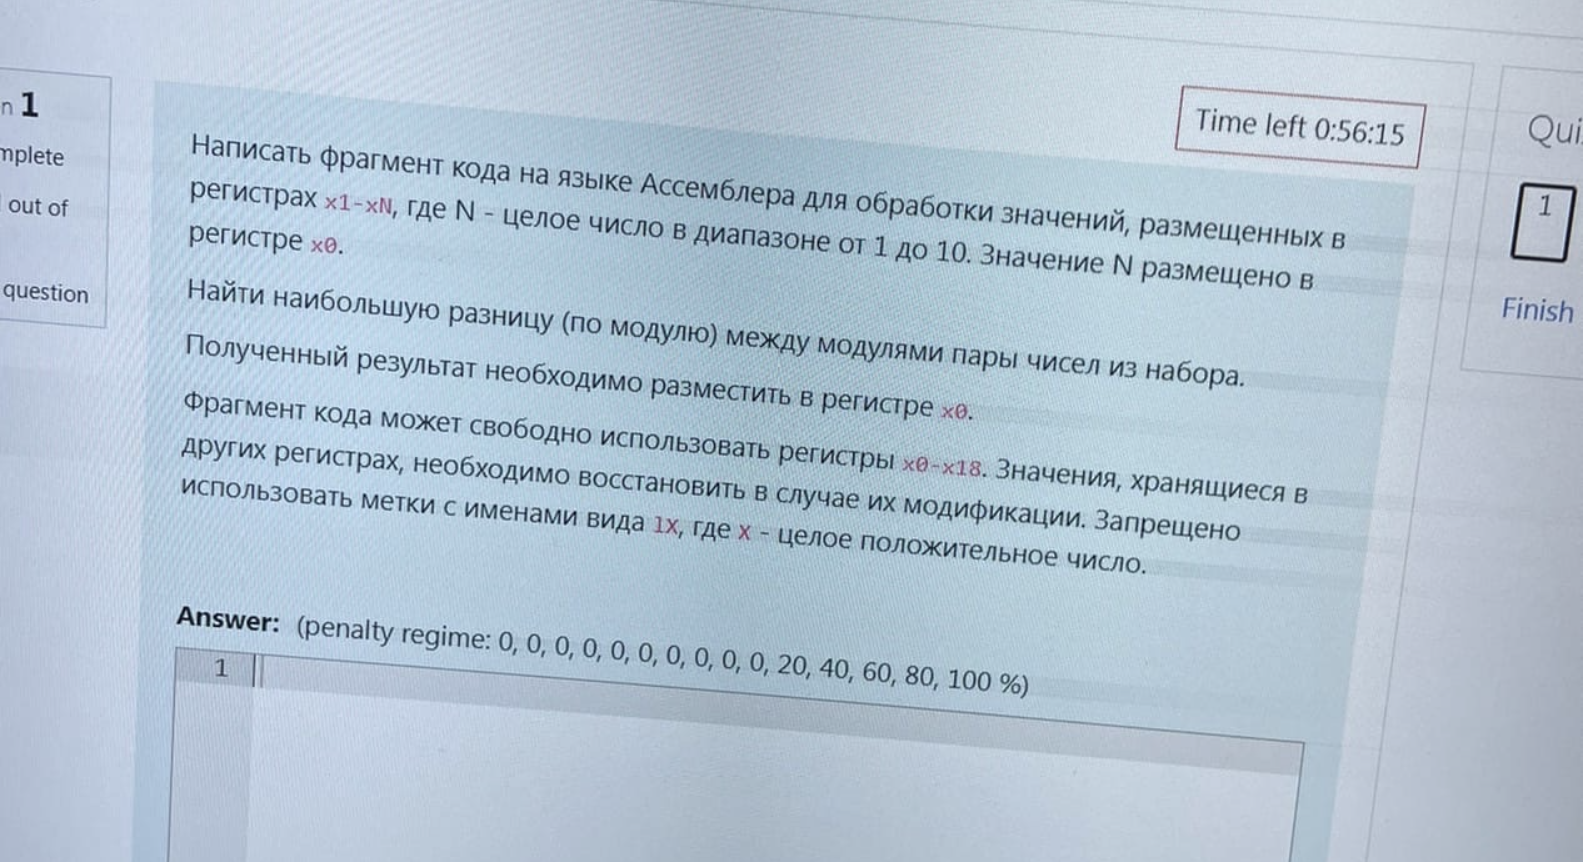 n 1
mplete
out of
question
Time left 0:56:15
Написать фрагмент кода на языке Ассемблера для обработки значений, размещенных в
регистрах x1-xN, где N - целое число в диапазоне от 1 до 10. Значение N размещено в
регистре x0.
Найти наибольшую разницу (по модулю) между модулями пары чисел из набора.
Полученный результат необходимо разместить в регистре x0.
Фрагмент кода может свободно использовать регистры x0-x18. Значения, хранящиеся в
других регистрах, необходимо восстановить в случае их модификации. Запрещено
использовать метки с именами вида lX, где X - целое положительное число.
Answer: (penalty regime: 0, 0, 0, 0, 0, 0, 0, 0, 0, 0, 20, 40, 60, 80, 100 %)
1
Qui
1
Finish